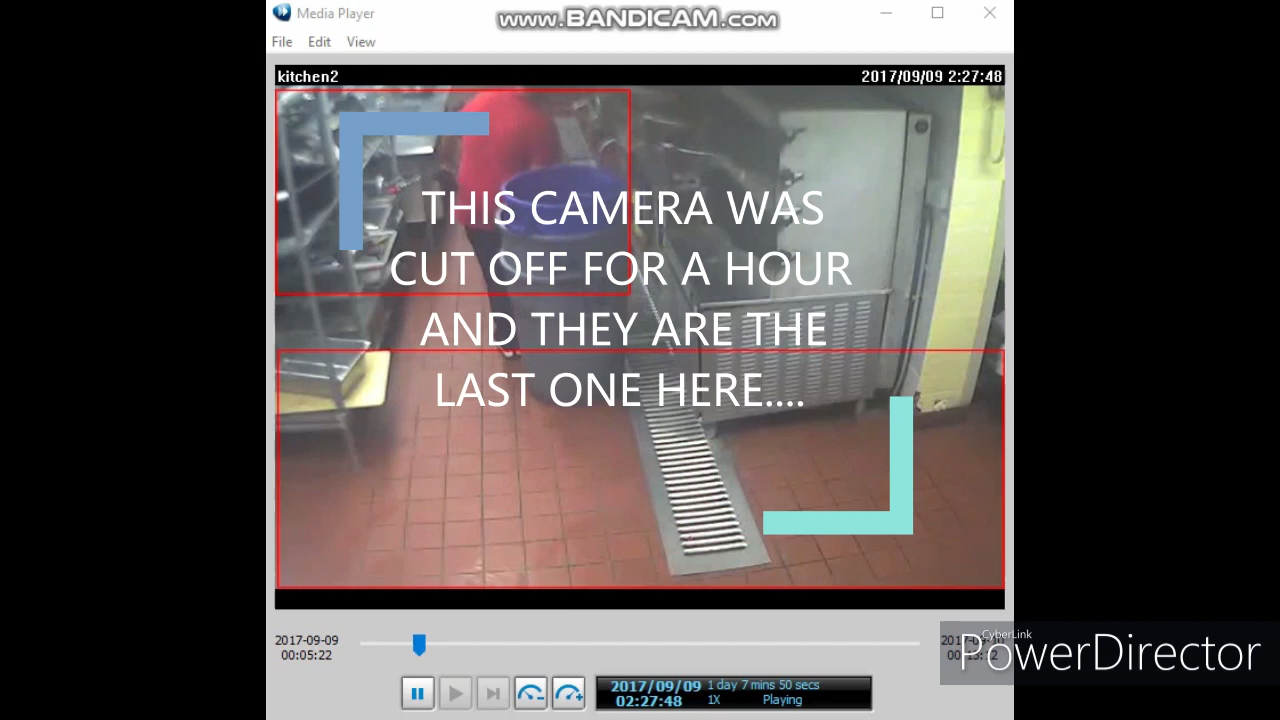 Media Player
www.BANDICAM.com
File Edit View
kitchen2
2017/09/09 2:27:48
THIS CAMERA WAS
CUT OFF FOR A HOUR
AND THEY ARE THE
LAST ONE HERE....
2017-09-09
00:05:22
CyberLink
PowerDirector
2017/09/09 1 day 7 mins 50 secs
02:27:48 1X Playing